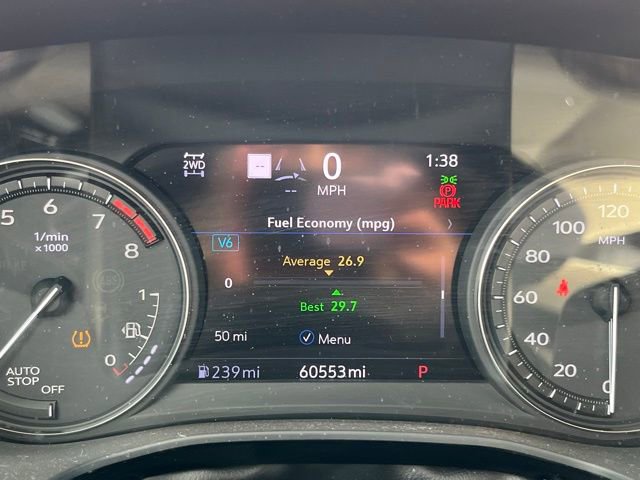 2WD
--
--
0
MPH
1:38
PARK
Fuel Economy (mpg)
V6
Average 26.9
0
Best 29.7
50 mi
Menu
239mi
60553mi
P
5
6
7
8
1/min
x1000
1
0
AUTO
STOP
OFF
120
100
MPH
80
60
40
20
0